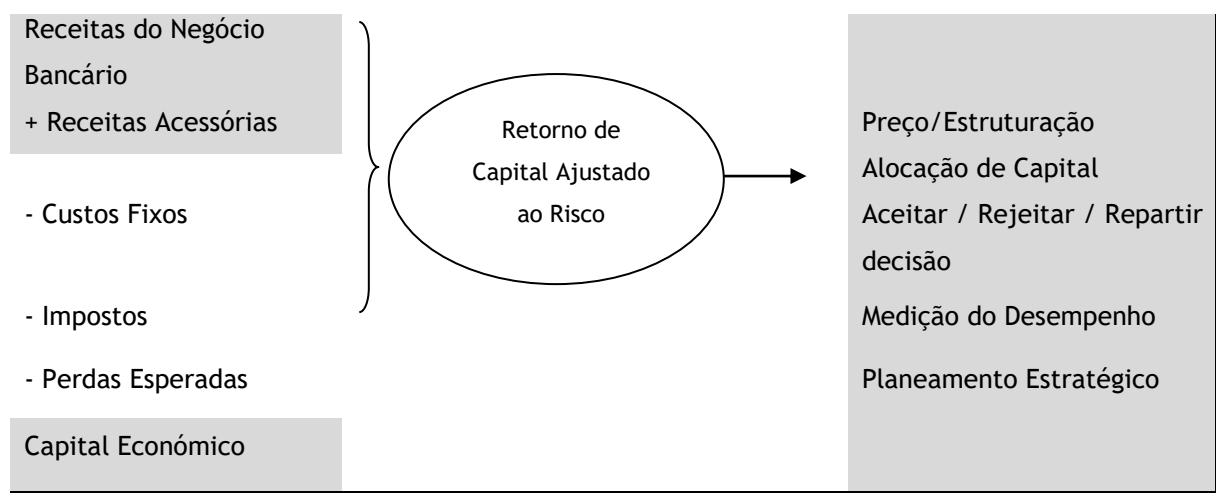 Receitas do Negócio
Bancário
+ Receitas Acessórias
- Custos Fixos
- Impostos
- Perdas Esperadas
Capital Económico
Retorno de
Capital Ajustado
ao Risco
Preço/Estruturação
Alocação de Capital
Aceitar / Rejeitar / Repartir
decisão
Medição do Desempenho
Planeamento Estratégico